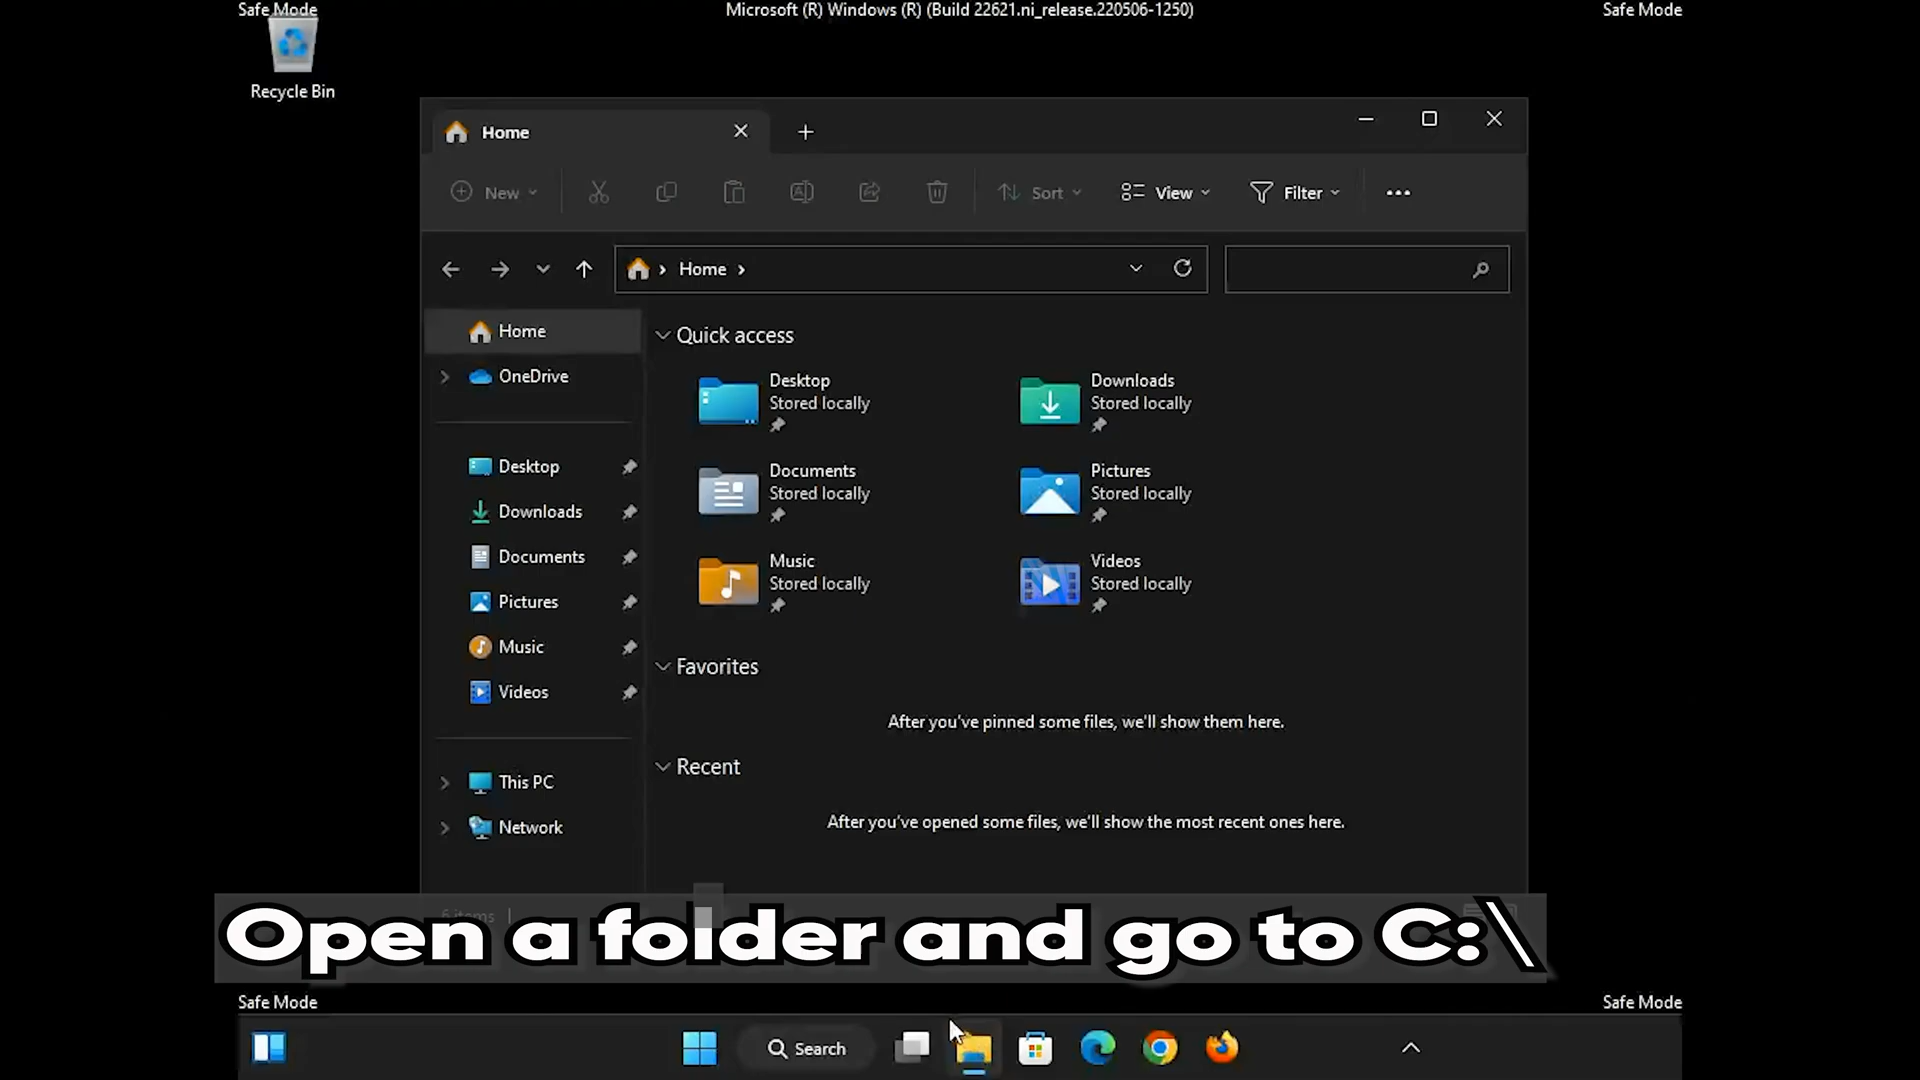 Safe Mode
Microsoft (R) Windows (R) (Build 22621.ni_release.220506-1250)
Safe Mode
Recycle Bin
Home
New
Sort
View
Filter
Home
Home
OneDrive
Desktop
Downloads
Documents
Pictures
Music
Videos
This PC
Network
Quick access
Desktop
Stored locally
Downloads
Stored locally
Documents
Stored locally
Pictures
Stored locally
Music
Stored locally
Videos
Stored locally
Favorites
After you've pinned some files, we'll show them here.
Recent
After you've opened some files, we'll show the most recent ones here.
6 items
Open a folder and go to C:\
Safe Mode
Safe Mode
Search